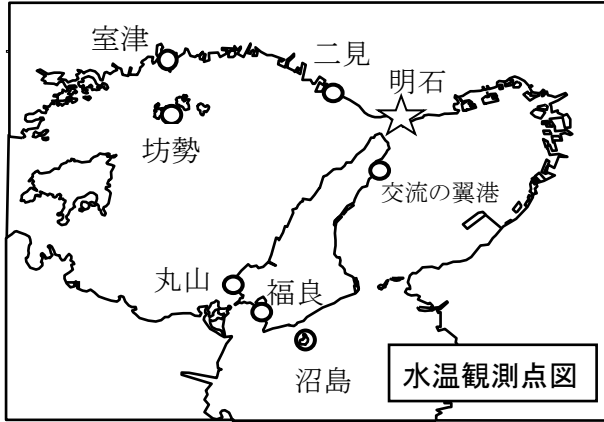 室津
二見
明石
坊勢
交流の翼港
丸山
福良
沼島
水温観測点図